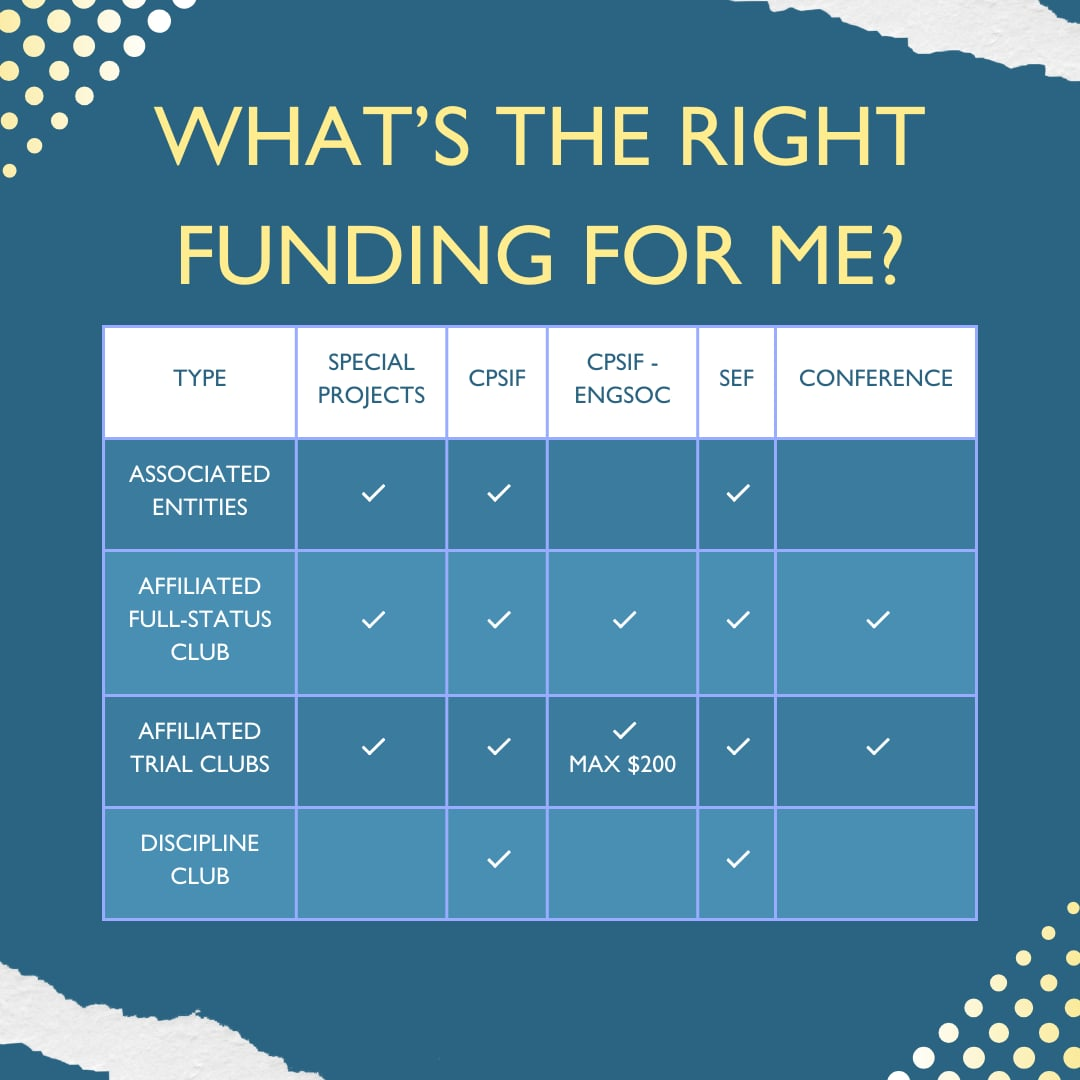 WHAT’S THE RIGHT
FUNDING FOR ME?
TYPE
SPECIAL
PROJECTS
CPSIF
CPSIF -
ENGSOC
SEF
CONFERENCE
ASSOCIATED
ENTITIES
AFFILIATED
FULL-STATUS
CLUB
AFFILIATED
TRIAL CLUBS
MAX $200
DISCIPLINE
CLUB